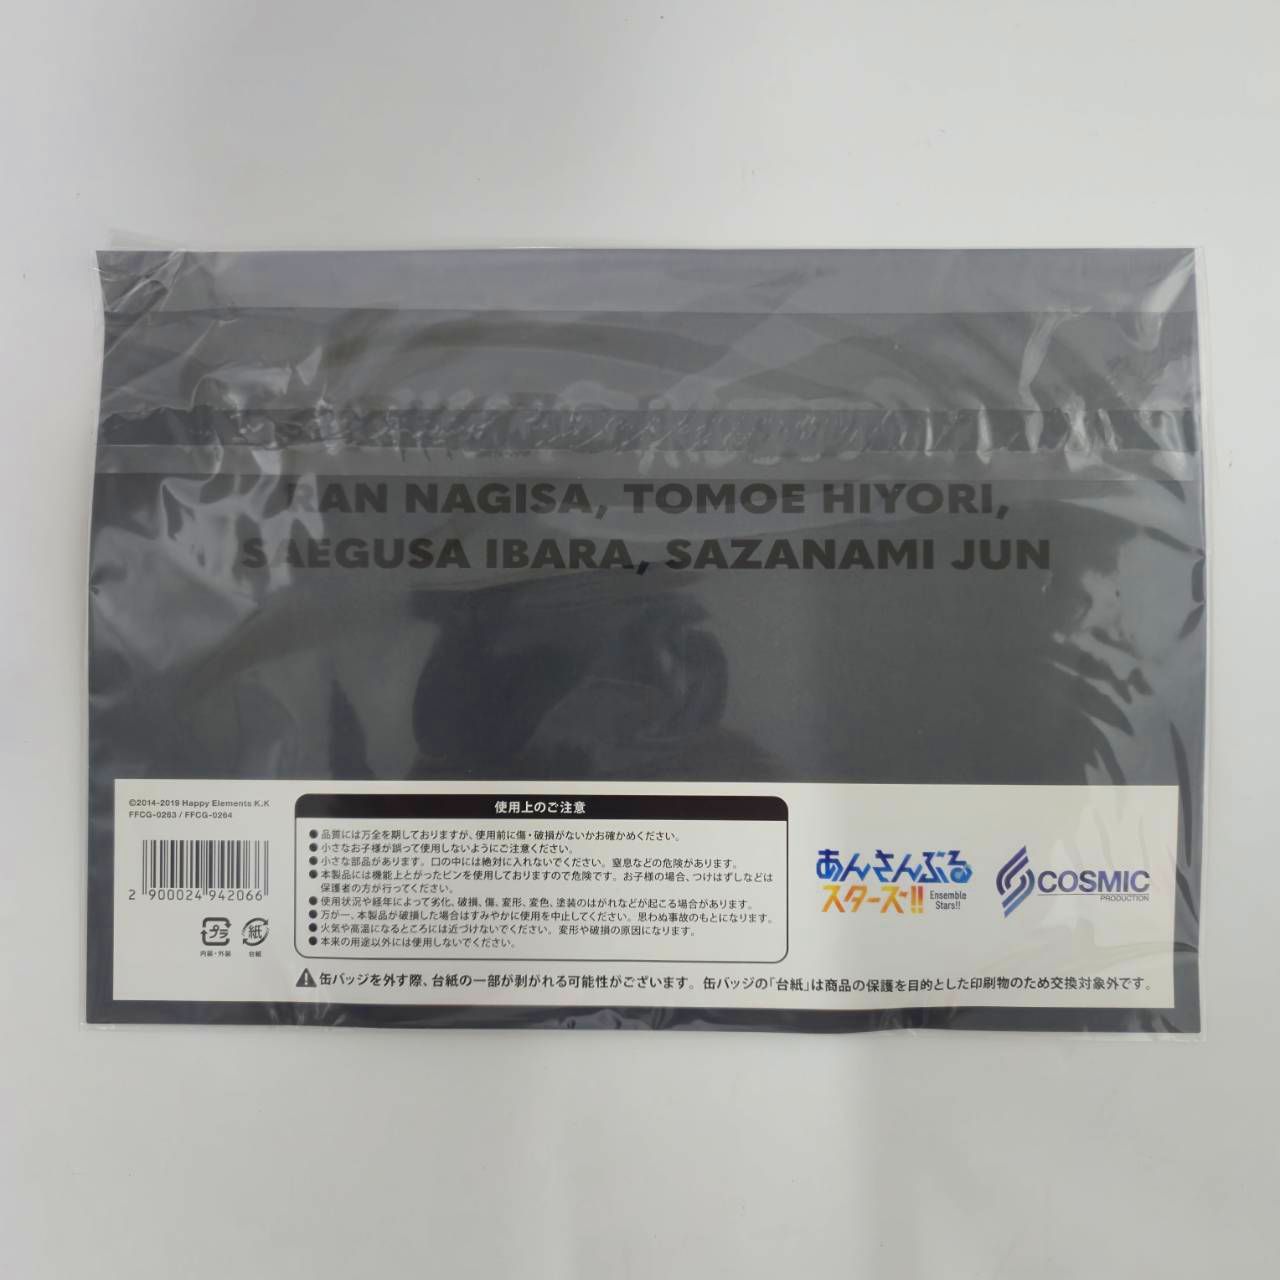 RAN NAGISA, TOMOE HIYORI,
SAEGUSA IBARA, SAZANAMI JUN
©2014-2019 Happy Elements K.K
FFCG-0263 / FFCG-0264
2 900024 942066
プラ
紙
内装・外装
台紙
使用上のご注意
●品質には万全を期しておりますが、使用前に傷・破損がないかお確かめください。
●小さなお子様が誤って使用しないようにご注意ください。
●小さな部品があります。口の中には絶対に入れないでください。窒息などの危険があります。
●本製品には機能上とがったピンを使用しておりますので危険です。お子様の場合、つけはずしなどは
保護者の方が行ってください。
●使用状況や経年によって劣化、破損、傷、変形、変色、塗装のはがれなどが起こる場合があります。
●万が一、本製品が破損した場合はすみやかに使用を中止してください。思わぬ事故のもとになります。
●火気や高温になるところには近づけないでください。変形や破損の原因になります。
●本来の用途以外には使用しないでください。
あんさんぶる
スターズ!!
Ensemble
Stars!!
COSMIC
PRODUCTION
缶バッジを外す際、台紙の一部が剥がれる可能性がございます。缶バッジの「台紙」は商品の保護を目的とした印刷物のため交換対象外です。